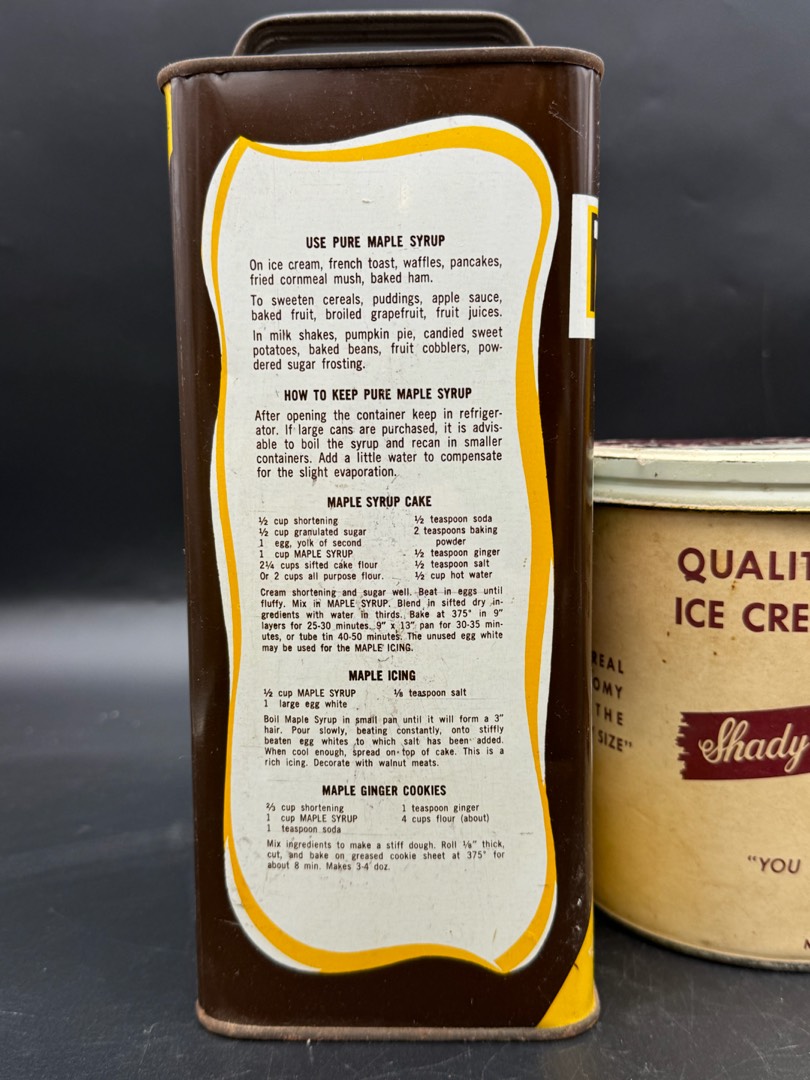 USE PURE MAPLE SYRUP
On ice cream, french toast, waffles, pancakes,
fried cornmeal mush, baked ham.
To sweeten cereals, puddings, apple sauce,
baked fruit, broiled grapefruit, fruit juices.
In milk shakes, pumpkin pie, candied sweet
potatoes, baked beans, fruit cobblers, pow-
dered sugar frosting.
HOW TO KEEP PURE MAPLE SYRUP
After opening the container keep in refriger-
ator. If large cans are purchased, it is advis-
able to boil the syrup and recan in smaller
containers. Add a little water to compensate
for the slight evaporation.
MAPLE SYRUP CAKE
½ cup shortening ½ teaspoon soda
½ cup granulated sugar 2 teaspoons baking
1 egg, yolk of second powder
1 cup MAPLE SYRUP ½ teaspoon ginger
2¼ cups sifted cake flour ½ teaspoon salt
Or 2 cups all purpose flour. ½ cup hot water
Cream shortening and sugar well. Beat in eggs until
fluffy. Mix in MAPLE SYRUP. Blend in sifted dry in-
gredients with water in thirds. Bake at 375° in 9"
layers for 25-30 minutes. 9" x 13" pan for 30-35 min-
utes, or tube tin 40-50 minutes. The unused egg white
may be used for the MAPLE ICING.
MAPLE ICING
½ cup MAPLE SYRUP ⅛ teaspoon salt
1 large egg white
Boil Maple Syrup in small pan until it will form a 3"
hair. Pour slowly, beating constantly, onto stiffly
beaten egg whites to which salt has been added.
When cool enough, spread on top of cake. This is a
rich icing. Decorate with walnut meats.
MAPLE GINGER COOKIES
⅔ cup shortening 1 teaspoon ginger
1 cup MAPLE SYRUP 4 cups flour (about)
1 teaspoon soda
Mix ingredients to make a stiff dough. Roll ⅛" thick,
cut, and bake on greased cookie sheet at 375° for
about 8 min. Makes 3-4 doz.
QUALIT
ICE CRE
REAL
OMY
THE
SIZE"
Shady
"YOU